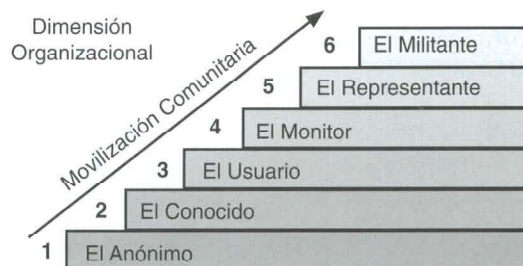 Dimensión
Organizacional
Movilización Comunitaria
6 El Militante
5 El Representante
4 El Monitor
3 El Usuario
2 El Conocido
1 El Anónimo